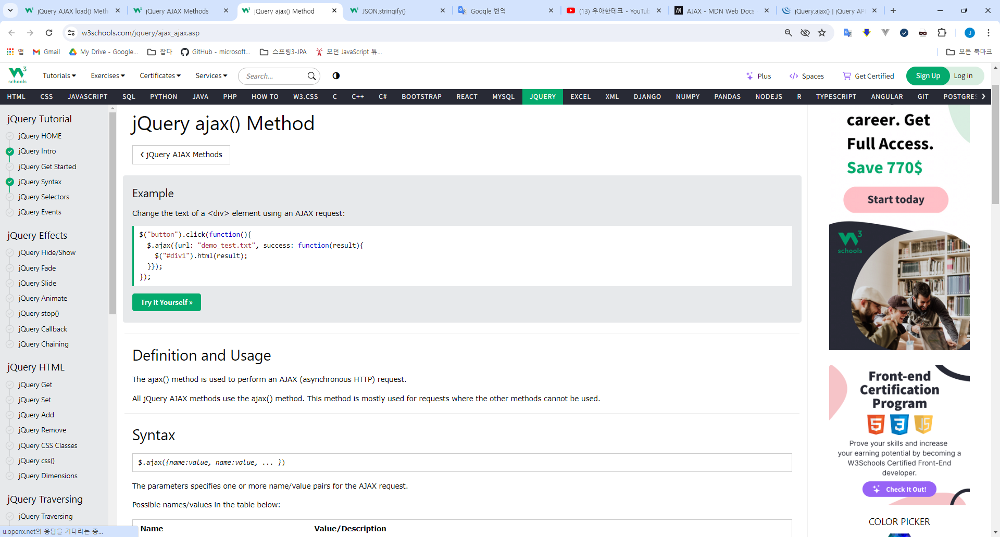 jQuery AJAX load() Meth
jQuery AJAX Methods
jQuery ajax() Method
JSON.stringify()
Google 번역
(13) 우아한테크 - YouTub
AJAX - MDN Web Docs
jQuery.ajax() | jQuery AP
w3schools.com/jquery/ajax_ajax.asp
J
앱
Gmail
My Drive - Google...
잡다
GitHub - microsoft...
스프링3-JPA
모던 JavaScript 튜...
모든 북마크
W3 schools
Tutorials
Exercises
Certificates
Services
Search...
Plus
Spaces
Get Certified
Sign Up
Log in
HTML CSS JAVASCRIPT SQL PYTHON JAVA PHP HOW TO W3.CSS C C++ C# BOOTSTRAP REACT MYSQL JQUERY EXCEL XML DJANGO NUMPY PANDAS NODEJS R TYPESCRIPT ANGULAR GIT POSTGRES
jQuery Tutorial
jQuery HOME
jQuery Intro
jQuery Get Started
jQuery Syntax
jQuery Selectors
jQuery Events
jQuery Effects
jQuery Hide/Show
jQuery Fade
jQuery Slide
jQuery Animate
jQuery stop()
jQuery Callback
jQuery Chaining
jQuery HTML
jQuery Get
jQuery Set
jQuery Add
jQuery Remove
jQuery CSS Classes
jQuery css()
jQuery Dimensions
jQuery Traversing
jQuery Traversing
u.openx.net의 응답을 기다리는 중...
jQuery ajax() Method
❮ jQuery AJAX Methods
Example
Change the text of a <div> element using an AJAX request:
$("button").click(function(){
$.ajax({url: "demo_test.txt", success: function(result){
$("#div1").html(result);
}});
});
Try it Yourself »
Definition and Usage
The ajax() method is used to perform an AJAX (asynchronous HTTP) request.
All jQuery AJAX methods use the ajax() method. This method is mostly used for requests where the other methods cannot be used.
Syntax
$.ajax({name:value, name:value, ... })
The parameters specifies one or more name/value pairs for the AJAX request.
Possible names/values in the table below:
Name Value/Description
career. Get
Full Access.
Save 770$
Start today
W3 schools
Front-end
Certification
Program
5 3 JS
Prove your skills and increase
your earning potential by becoming a
W3Schools Certified Front-End
developer.
Check It Out!
COLOR PICKER